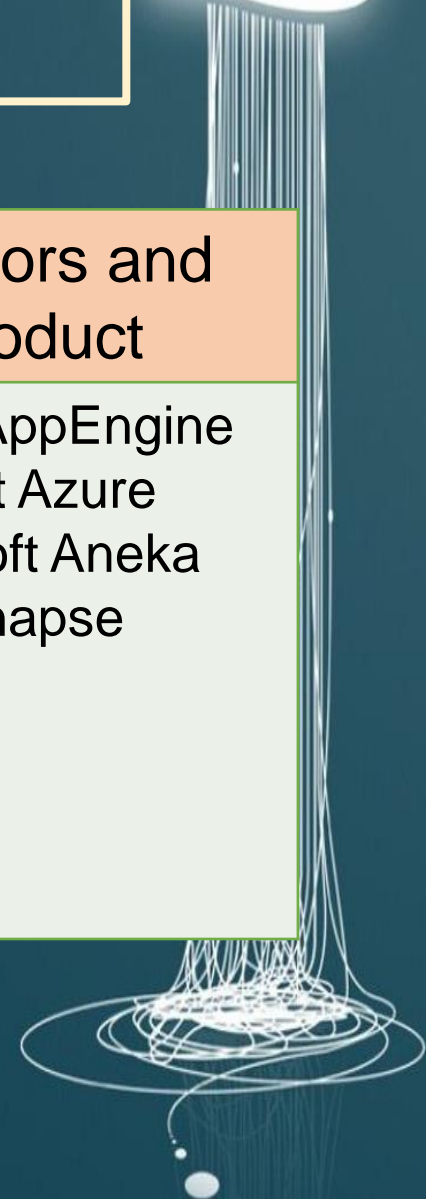 ors and
oduct
AppEngine
t Azure
oft Aneka
napse